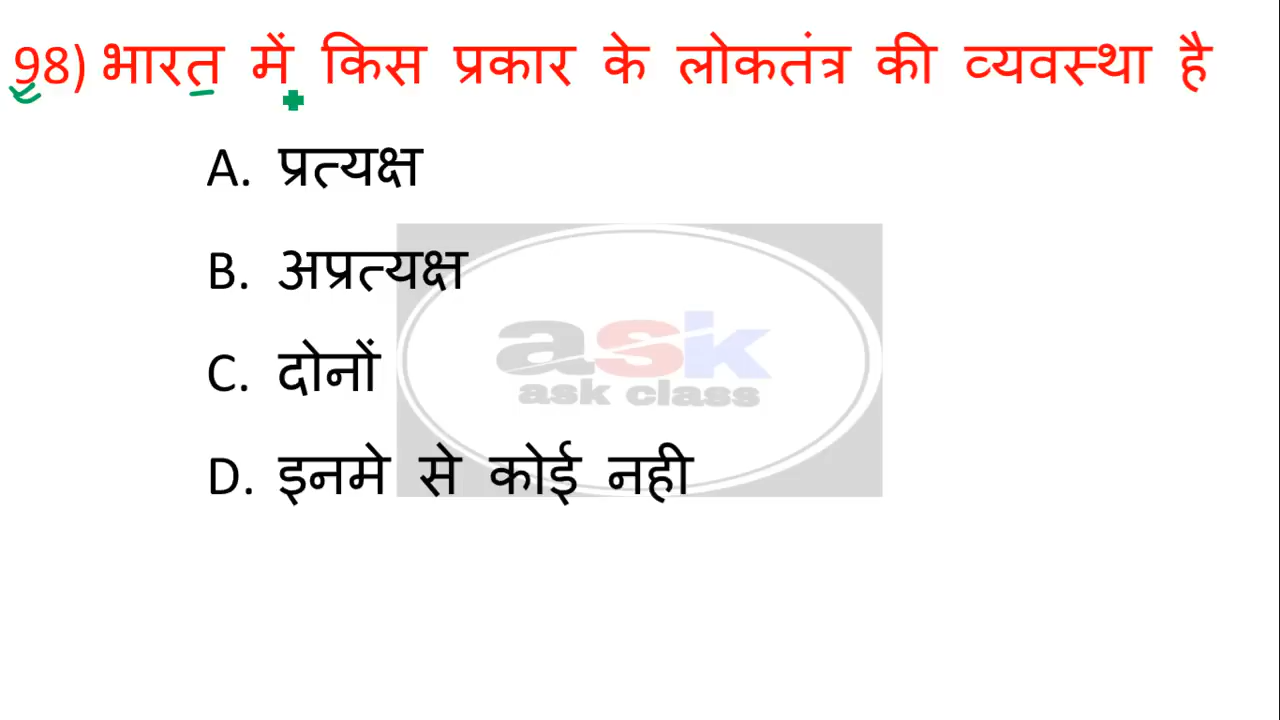 98) भारत में किस प्रकार के लोकतंत्र की व्यवस्था है
A. प्रत्यक्ष
B. अप्रत्यक्ष
ask
C. दोनों
ask class
D. इनमे से कोई नही